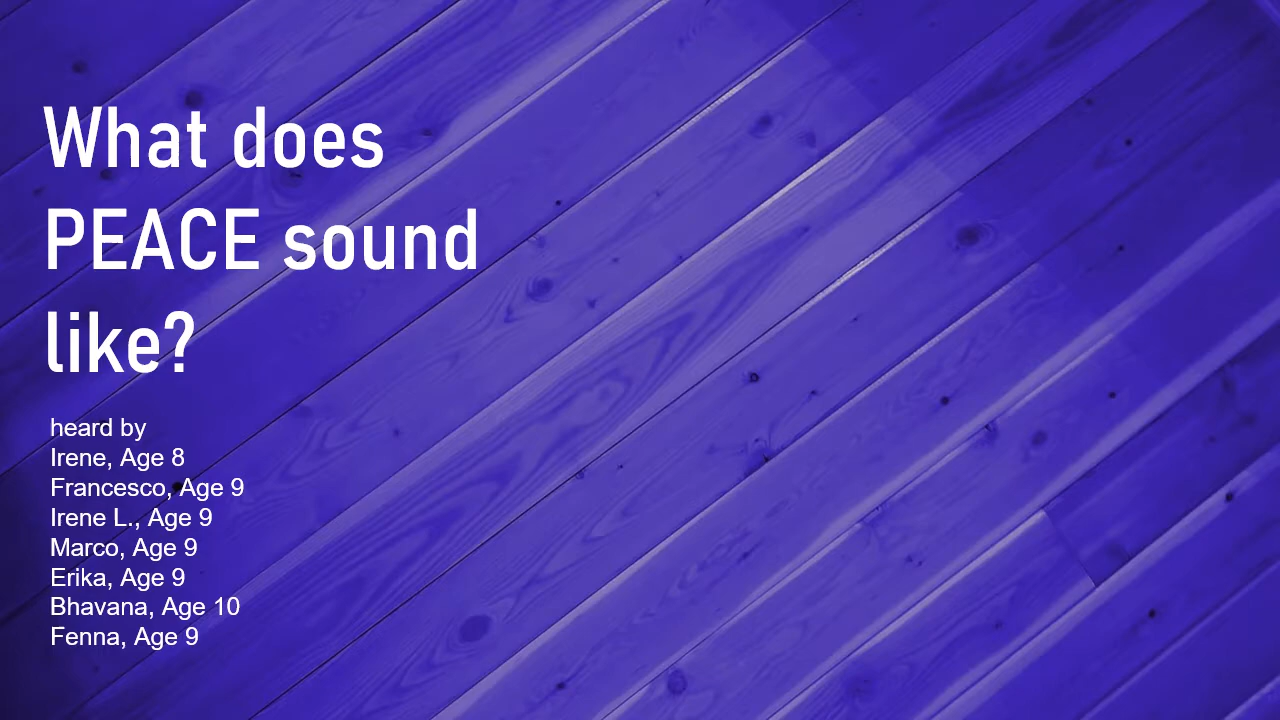 What does
PEACE sound
like?
heard by
Irene, Age 8
Francesco, Age 9
Irene L., Age 9
Marco, Age 9
Erika, Age 9
Bhavana, Age 10
Fenna, Age 9